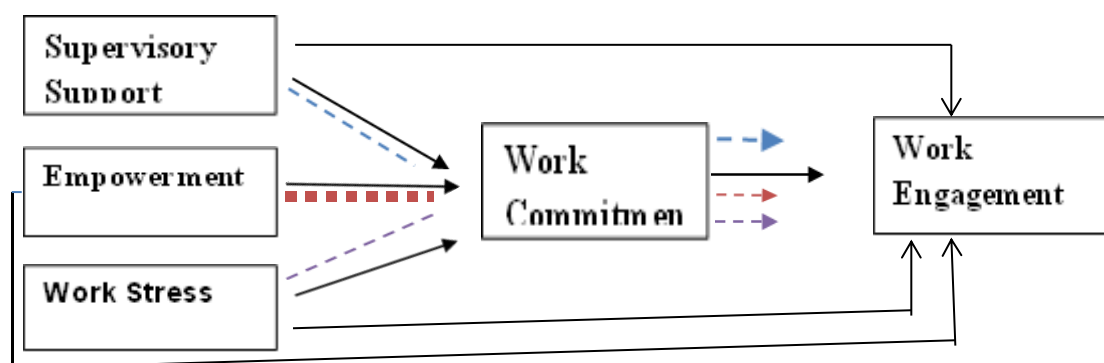 Supervisory
Support
Empowerment
Work Stress
Work
Commitmen
Work
Engagement